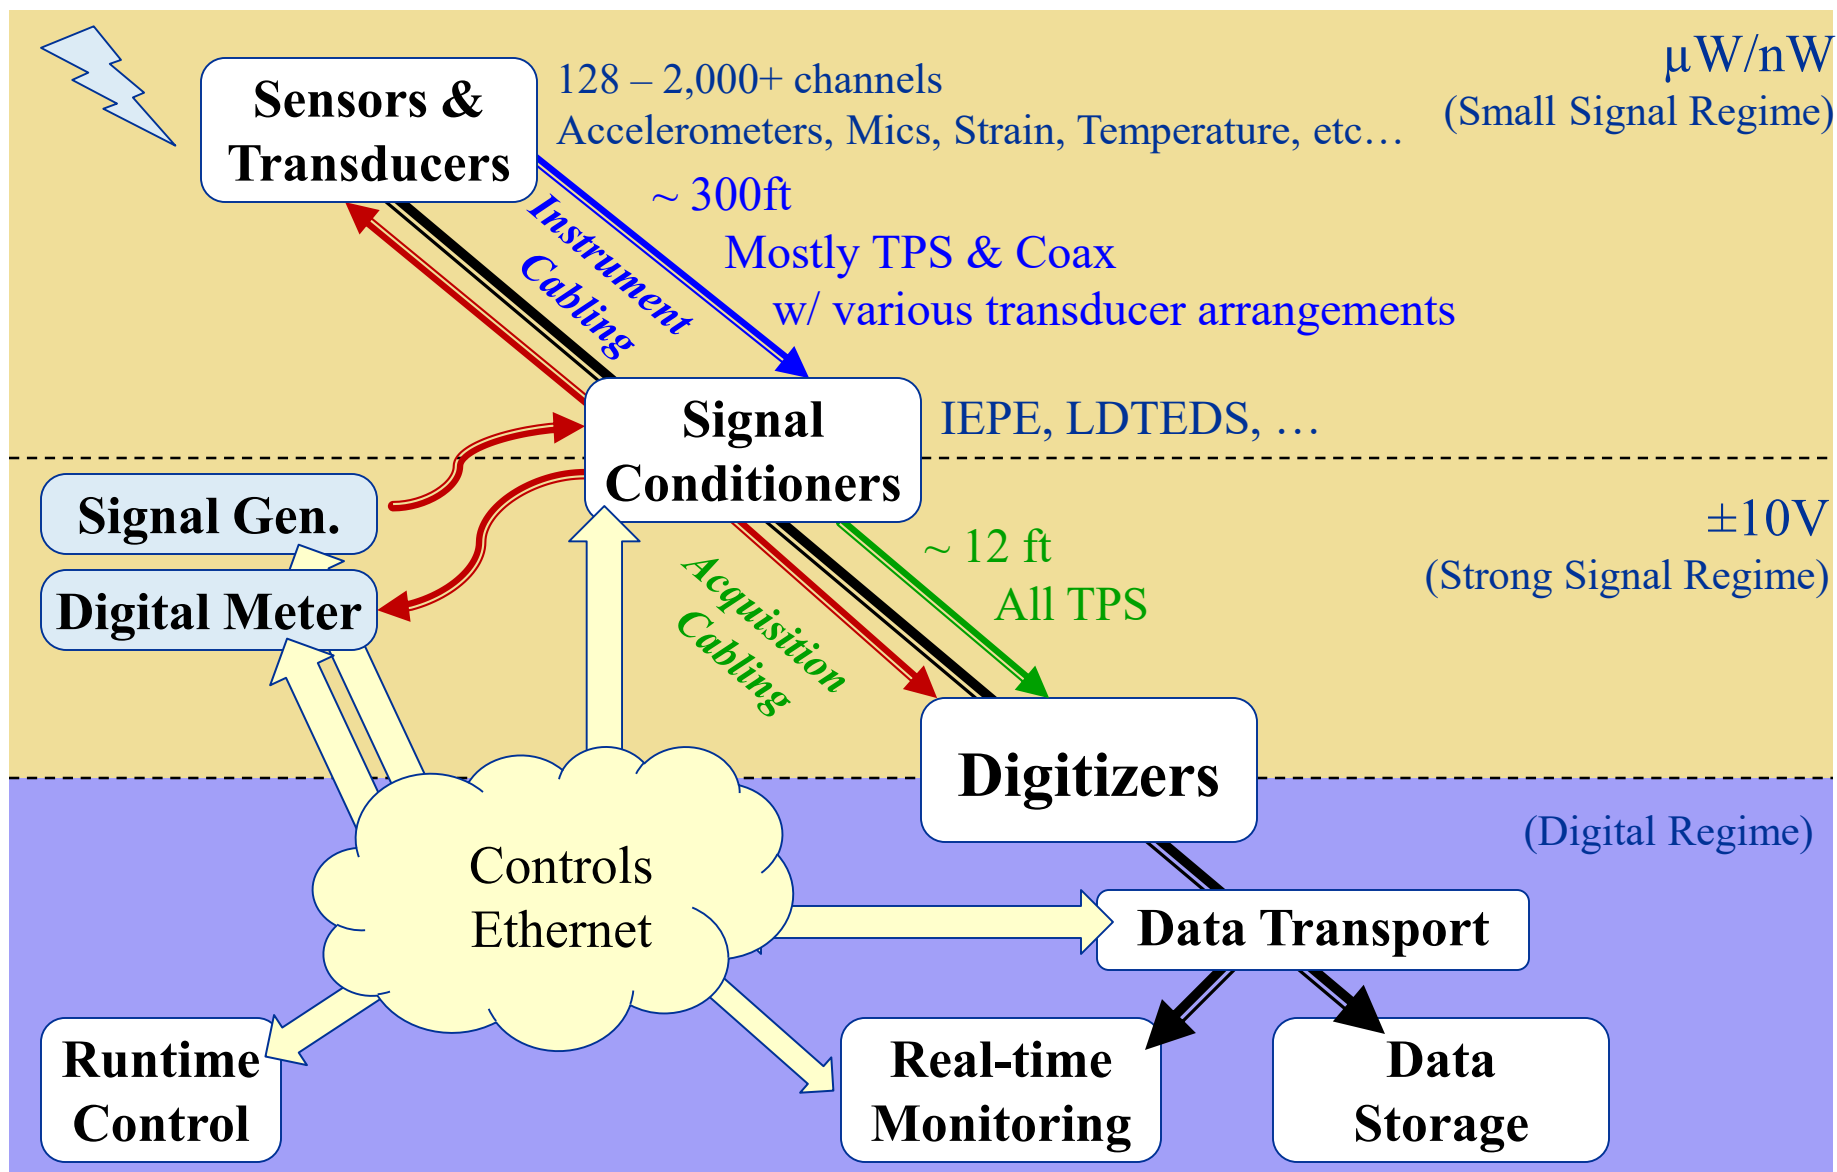 Sensors &
Transducers
128 – 2,000+ channels
Accelerometers, Mics, Strain, Temperature, etc…
μW/nW
(Small Signal Regime)
~ 300ft
Mostly TPS & Coax
w/ various transducer arrangements
Instrument
Cabling
Signal
Conditioners
IEPE, LDTEDS, …
Signal Gen.
Digital Meter
±10V
(Strong Signal Regime)
~ 12 ft
All TPS
Acquisition
Cabling
Digitizers
(Digital Regime)
Controls
Ethernet
Data Transport
Runtime
Control
Real-time
Monitoring
Data
Storage